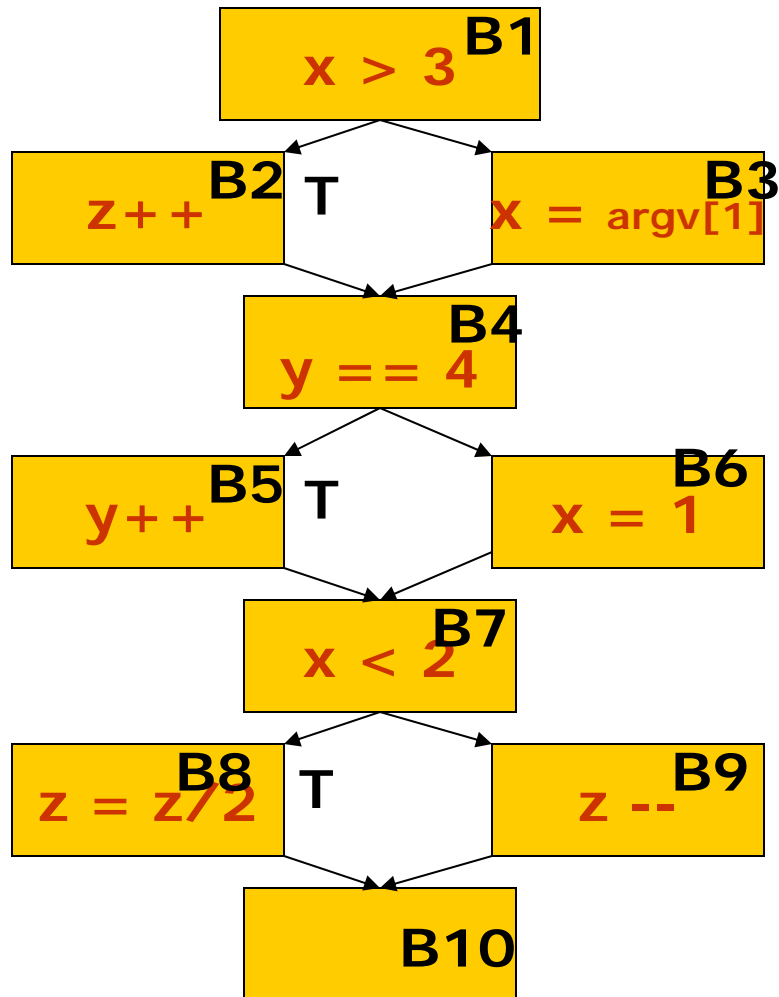 B1
x > 3
B2
T
B3
z++
x = argv[1]
B4
y == 4
B5
T
B6
y++
x = 1
B7
x < 2
B8
T
B9
z = z/2
z --
B10